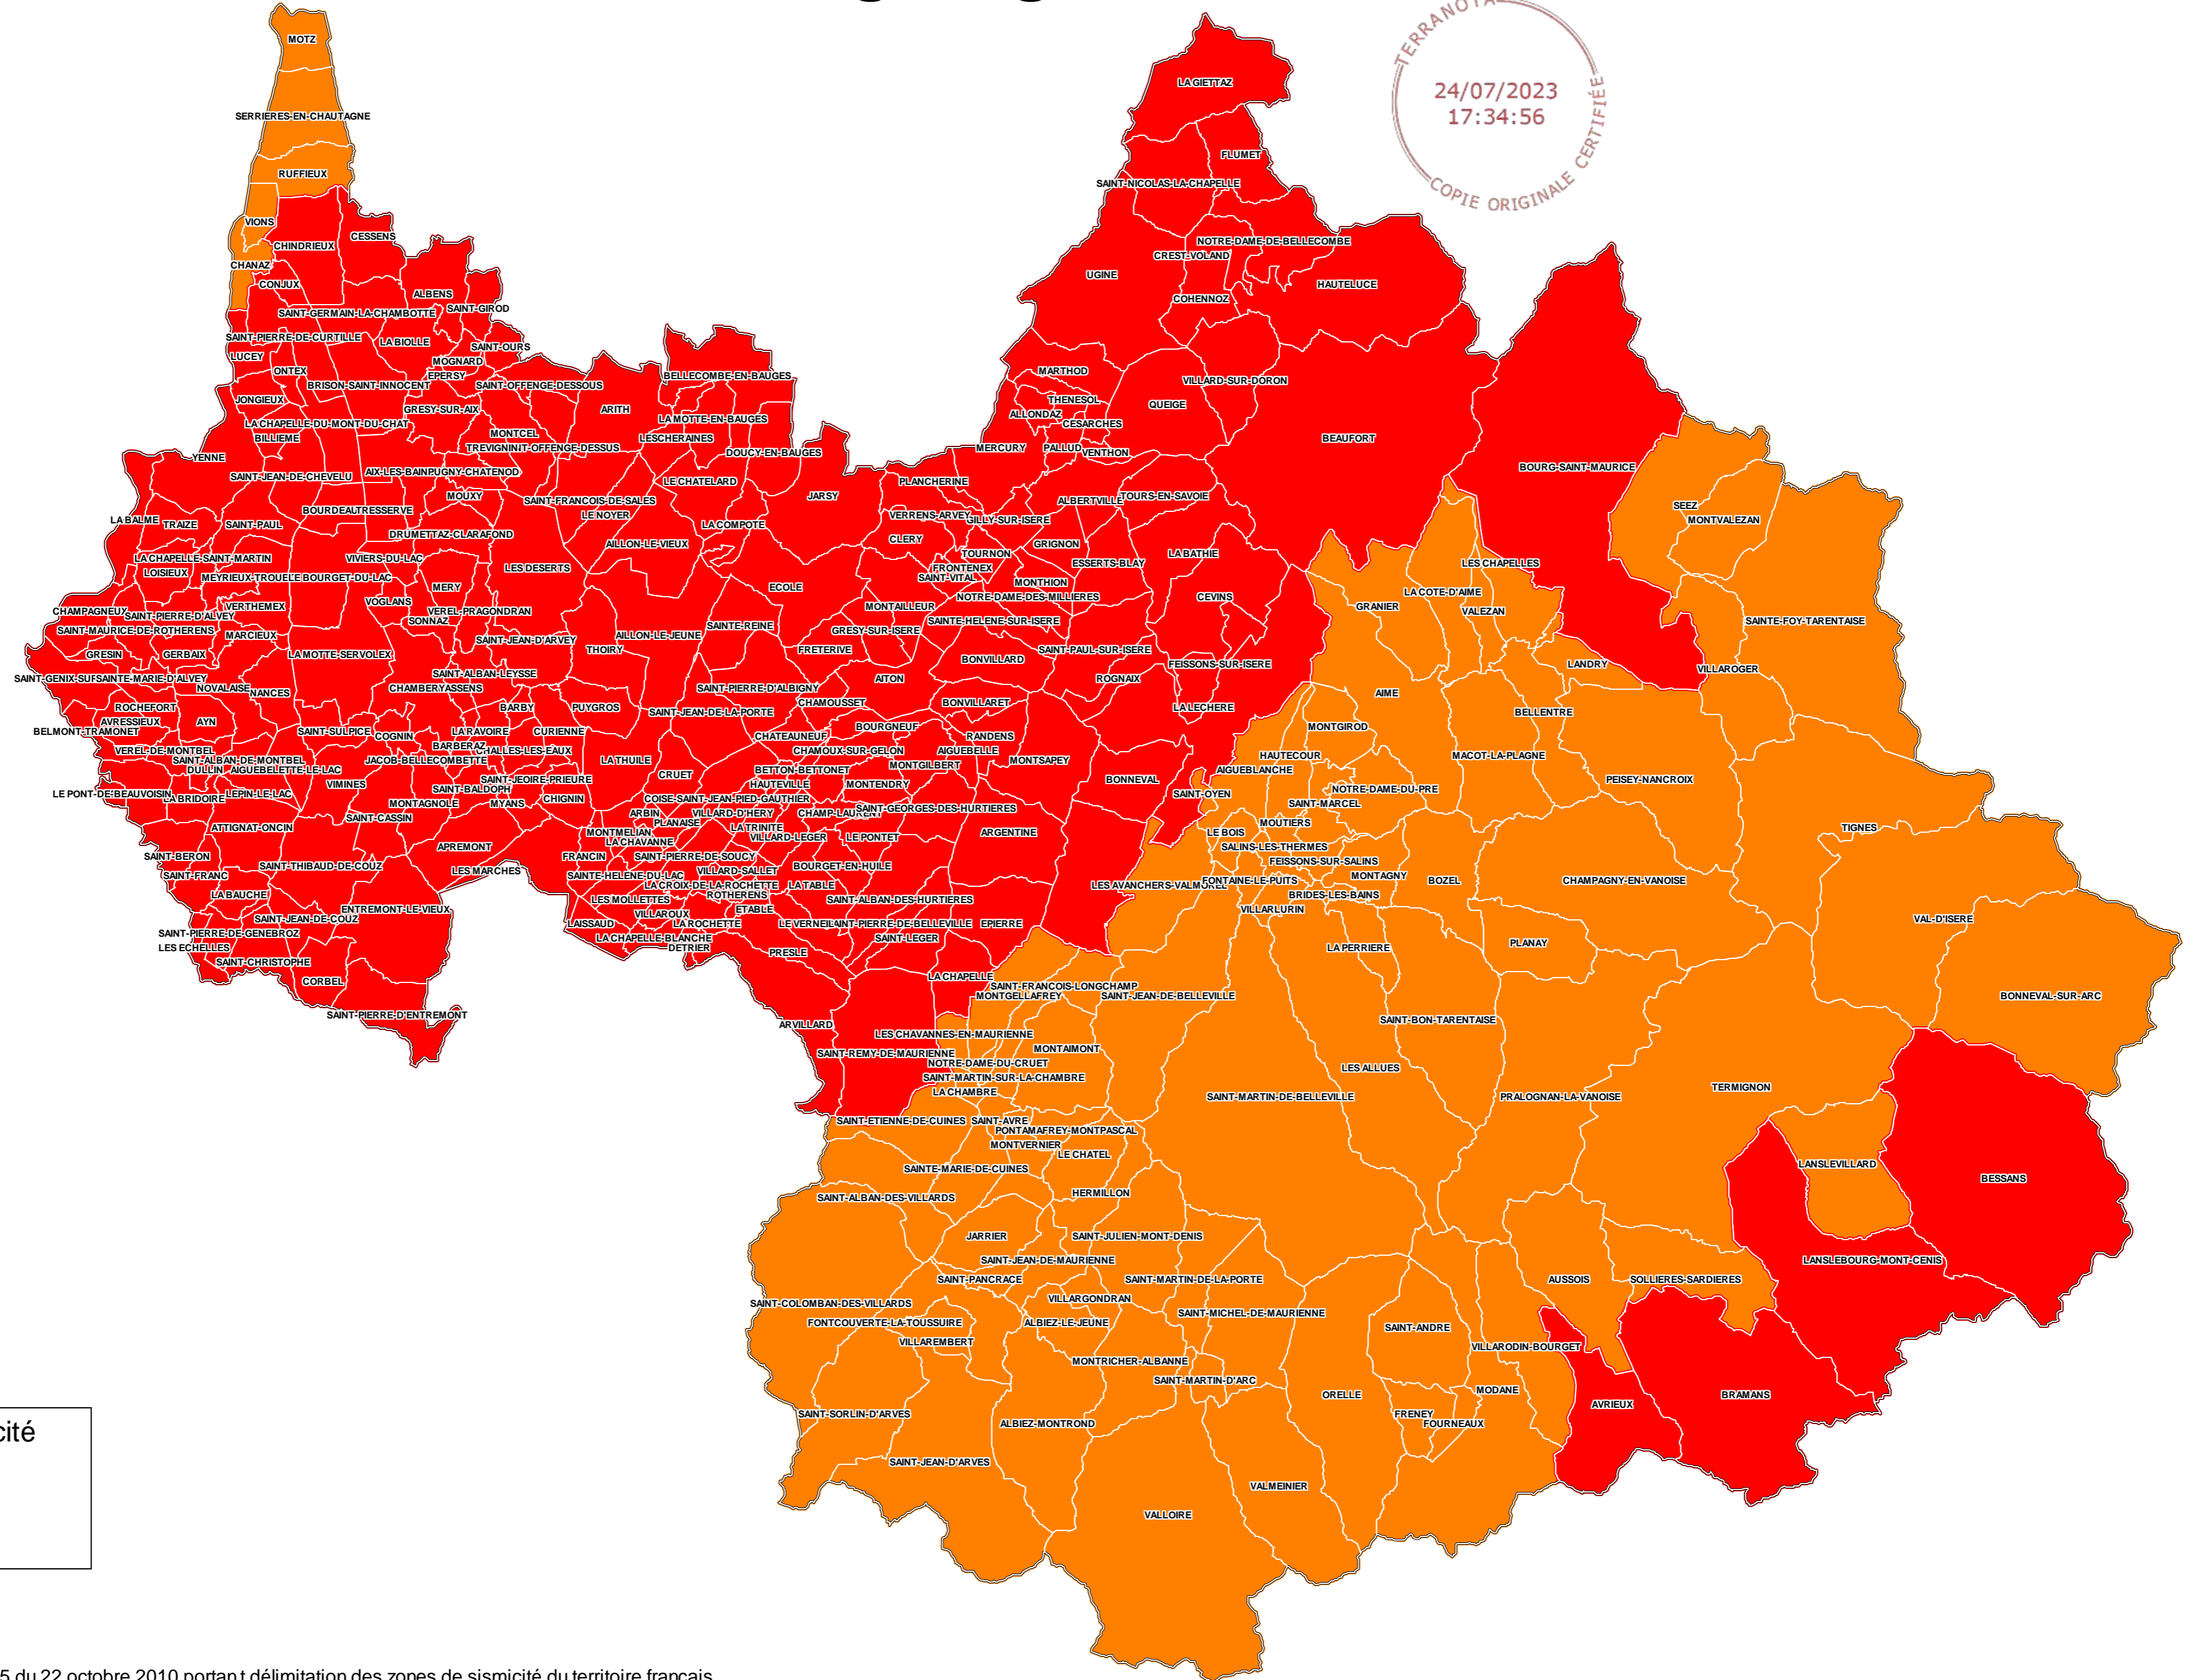 TERRANOTA
24/07/2023
17:34:56
COPIE ORIGINALE CERTIFIÉE
MOTZ
SERRIERES-EN-CHAUTAGNE
RUFFIEUX
VIONS
CHINDRIEUX
CESSENS
CHANAZ
CONJUX
ALBENS
SAINT-GIROD
SAINT-GERMAIN-LA-CHAMBOTTE
SAINT-PIERRE-DE-CURTILLE
LA BIOLLE
SAINT-OURS
LUCEY
MOGNARD
ONTEX
EPERSY
BRISON-SAINT-INNOCENT
SAINT-OFFENGE-DESSOUS
BELLECOMBE-EN-BAUGES
JONGIEUX
GRESY-SUR-AIX
ARITH
LA CHAPELLE-DU-MONT-DU-CHAT
LA MOTTE-EN-BAUGES
BILLIEME
MONTCEL
LESCHERAINES
TREVIGNIN
IT-OFFENGE-DESSUS
DOUCY-EN-BAUGES
YENNE
SAINT-JEAN-DE-CHEVELU
AIX-LES-BAIN
PUGNY-CHATENOD
LE CHATELARD
JARSY
MOUXY
SAINT-FRANCOIS-DE-SALES
BOURDEAU
TRESSERVE
LE NOYER
LA COMPOTE
LA BALME
TRAIZE
SAINT-PAUL
DRUMETTAZ-CLARAFOND
AILLON-LE-VIEUX
LA CHAPELLE-SAINT-MARTIN
VIVIERS-DU-LAC
LES DESERTS
LOISIEUX
MEYRIEUX-TROUE
LE BOURGET-DU-LAC
MERY
ECOLE
VOGLANS
CHAMPAGNEUX
SAINT-PIERRE-D'ALVEY
VERTHEMEX
VEREL-PRAGONDRAN
SONNAZ
SAINT-MAURICE-DE-ROTHERENS
MARCIEUX
SAINT-JEAN-D'ARVEY
AILLON-LE-JEUNE
SAINTE-REINE
THOIRY
GRESIN
GERBAIX
LA MOTTE-SERVOLEX
SAINT-GENIX-SUR
SAINTE-MARIE-D'ALVEY
SAINT-ALBAN-LEYSSE
NOVALAISE
NANCES
CHAMBERY
ASSENS
SAINT-PIERRE-D'ALBIGNY
ROCHEFORT
BARBY
PUYGROS
SAINT-JEAN-DE-LA-PORTE
AVRESSIEUX
AYN
BELMONT-TRAMONET
SAINT-SULPICE
COGNIN
LA RAVOIRE
CURIENNE
VEREL-DE-MONTBEL
BARBERAZ
CHALLES-LES-EAUX
SAINT-ALBAN-DE-MONTBEL
JACOB-BELLECOMBETTE
LA THUILE
DULLIN
AIGUEBELETTE-LE-LAC
CRUET
SAINT-JEOIRE-PRIEURE
VIMINES
SAINT-BALDOPH
LE PONT-DE-BEAUVOISIN
LA BRIDOIRE
LEPIN-LE-LAC
CHIGNIN
MONTAGNOLE
MYANS
SAINT-CASSIN
ATTIGNAT-ONCIN
APREMONT
SAINT-BERON
SAINT-THIBAUD-DE-COUZ
LES MARCHES
SAINT-FRANC
LA BAUCHE
ENTREMONT-LE-VIEUX
SAINT-JEAN-DE-COUZ
SAINT-PIERRE-DE-GENEBROZ
LES ECHELLES
SAINT-CHRISTOPHE
CORBEL
SAINT-PIERRE-D'ENTREMONT
LA GIETTAZ
FLUMET
SAINT-NICOLAS-LA-CHAPELLE
NOTRE-DAME-DE-BELLECOMBE
CREST-VOLAND
UGINE
HAUTELUCE
COHENNOZ
MARTHOD
VILLARD-SUR-DORON
THENESOL
QUEIGE
ALLONDAZ
CESARCHES
BEAUFORT
MERCURY
PALLUD
VENTHON
BOURG-SAINT-MAURICE
PLANCHERINE
ALBERTVILLE
TOURS-EN-SAVOIE
VERRENS-ARVEY
GILLY-SUR-ISERE
CLERY
GRIGNON
LA BATHIE
TOURNON
ESSERTS-BLAY
FRONTENEX
SAINT-VITAL
MONTHION
NOTRE-DAME-DES-MILLIERES
CEVINS
MONTAILLEUR
SAINTE-HELENE-SUR-ISERE
GRESY-SUR-ISERE
FRETERIVE
SAINT-PAUL-SUR-ISERE
BONVILLARD
FEISSONS-SUR-ISERE
AITON
ROGNAIX
CHAMOUSSET
BONVILLARET
LA LECHERE
CHATEAUNEUF
BOURGNEUF
RANDENS
CHAMOUX-SUR-GELON
AIGUEBELLE
MONTSAPEY
BETTON-BETTONET
MONTGILBERT
BONNEVAL
HAUTEVILLE
MONTENDRY
COISE-SAINT-JEAN-PIED-GAUTHIER
SAINT-GEORGES-DES-HURTIERES
ARBIN
VILLARD-D'HERY
CHAMP-LAURENT
PLANAISE
LA TRINITE
MONTMELIAN
LA CHAVANNE
VILLARD-LEGER
LE PONTET
ARGENTINE
FRANCIN
SAINT-PIERRE-DE-SOUCY
BOURGET-EN-HUILE
SAINTE-HELENE-DU-LAC
VILLARD-SALLET
LA CROIX-DE-LA-ROCHETTE
LA TABLE
ROTHERENS
LES MOLLETTES
SAINT-ALBAN-DES-HURTIERES
ETABLE
VILLAROUX
LAISSAUD
LA ROCHETTE
LE VERNEIL
AINT-PIERRE-DE-BELLEVILLE
EPIERRE
LA CHAPELLE-BLANCHE
SAINT-LEGER
DETRIER
PRESLE
LA CHAPELLE
ARVILLARD
SAINT-REMY-DE-MAURIENNE
SEEZ
MONTVALEZAN
LES CHAPELLES
LA COTE-D'AIME
GRANIER
VALEZAN
SAINTE-FOY-TARENTAISE
LANDRY
VILLAROGER
AIME
BELLENTRE
MONTGIROD
HAUTECOUR
MACOT-LA-PLAGNE
AIGUEBLANCHE
PEISEY-NANCROIX
SAINT-OYEN
NOTRE-DAME-DU-PRE
SAINT-MARCEL
MOUTIERS
LE BOIS
TIGNES
SALINS-LES-THERMES
FEISSONS-SUR-SALINS
LES AVANCHERS-VALMOREL
FONTAINE-LE-PUITS
MONTAGNY
BOZEL
CHAMPAGNY-EN-VANOISE
BRIDES-LES-BAINS
VILLARLURIN
VAL-D'ISERE
LA PERRIERE
PLANAY
SAINT-FRANCOIS-LONGCHAMP
MONTGELLAFREY
SAINT-JEAN-DE-BELLEVILLE
BONNEVAL-SUR-ARC
SAINT-BON-TARENTAISE
LES CHAVANNES-EN-MAURIENNE
MONTAIMONT
NOTRE-DAME-DU-CRUET
LES ALLUES
SAINT-MARTIN-SUR-LA-CHAMBRE
TERMIGNON
LA CHAMBRE
SAINT-MARTIN-DE-BELLEVILLE
PRALOGNAN-LA-VANOISE
SAINT-ETIENNE-DE-CUINES
SAINT-AVRE
PONTAMAFREY-MONTPASCAL
MONTVERNIER
LE CHATEL
LANSLEVILLARD
SAINTE-MARIE-DE-CUINES
BESSANS
HERMILLON
SAINT-ALBAN-DES-VILLARDS
JARRIER
SAINT-JULIEN-MONT-DENIS
SAINT-JEAN-DE-MAURIENNE
LANSLEBOURG-MONT-CENIS
SAINT-PANCRACE
SAINT-MARTIN-DE-LA-PORTE
AUSSOIS
SOLLIERES-SARDIERES
VILLARGONDRAN
SAINT-COLOMBAN-DES-VILLARDS
SAINT-MICHEL-DE-MAURIENNE
FONTCOUVERTE-LA-TOUSSUIRE
ALBIEZ-LE-JEUNE
SAINT-ANDRE
VILLAREMBERT
VILLARODIN-BOURGET
MONTRICHER-ALBANNE
SAINT-MARTIN-D'ARC
MODANE
ORELLE
BRAMANS
AVRIEUX
SAINT-SORLIN-D'ARVES
FRENEY
ALBIEZ-MONTROND
FOURNEAUX
SAINT-JEAN-D'ARVES
VALMEINIER
VALLOIRE
cité
5 du 22 octobre 2010 portant délimitation des zones de sismicité du territoire français